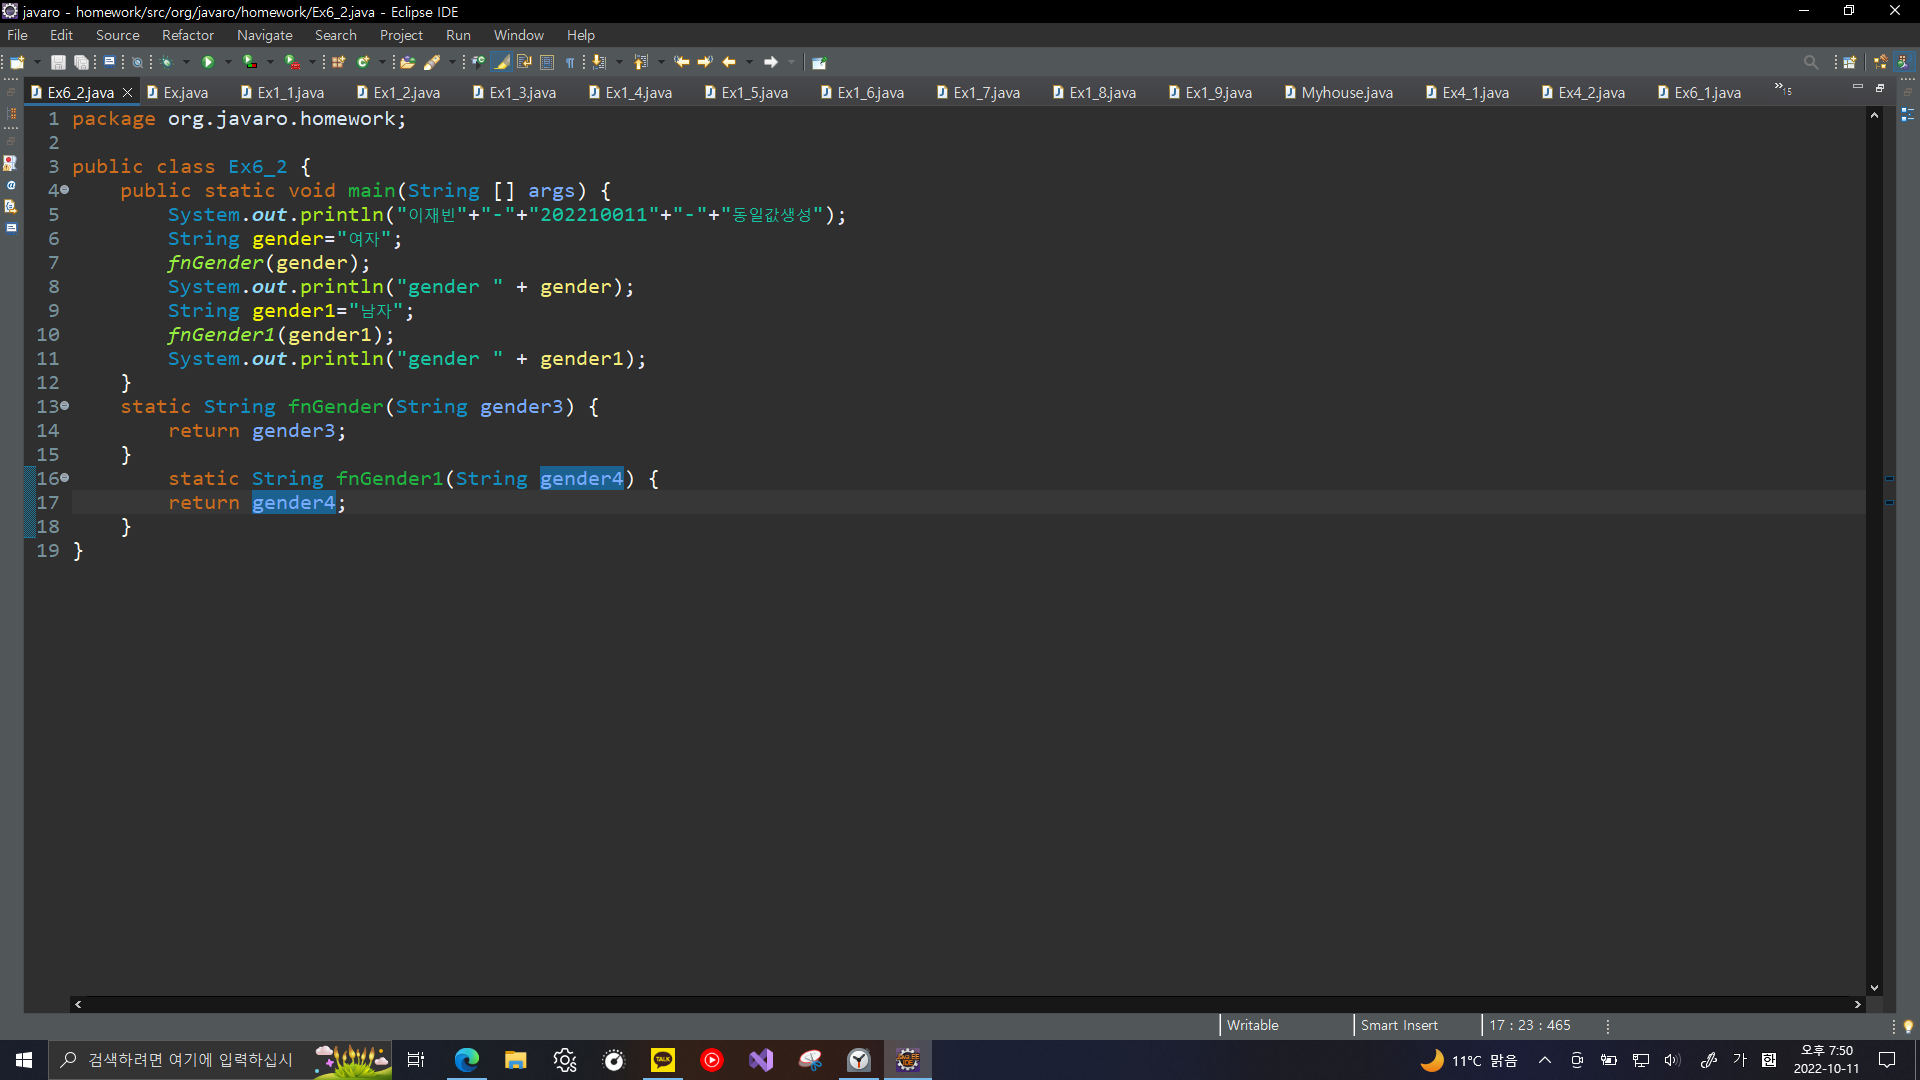 javaro - homework/src/org/javaro/homework/Ex6_2.java - Eclipse IDE
File Edit Source Refactor Navigate Search Project Run Window Help
Ex6_2.java Ex.java Ex1_1.java Ex1_2.java Ex1_3.java Ex1_4.java Ex1_5.java Ex1_6.java Ex1_7.java Ex1_8.java Ex1_9.java Myhouse.java Ex4_1.java Ex4_2.java Ex6_1.java »15
1 package org.javaro.homework;
2
3 public class Ex6_2 {
4 public static void main(String [] args) {
5 System.out.println("이재빈"+"-"+"202210011"+"-"+"동일값생성");
6 String gender="여자";
7 fnGender(gender);
8 System.out.println("gender " + gender);
9 String gender1="남자";
10 fnGender1(gender1);
11 System.out.println("gender " + gender1);
12 }
13 static String fnGender(String gender3) {
14 return gender3;
15 }
16 static String fnGender1(String gender4) {
17 return gender4;
18 }
19 }
Writable Smart Insert 17 : 23 : 465
검색하려면 여기에 입력하십시 TALK 11°C 맑음 가 오후 7:50
2022-10-11